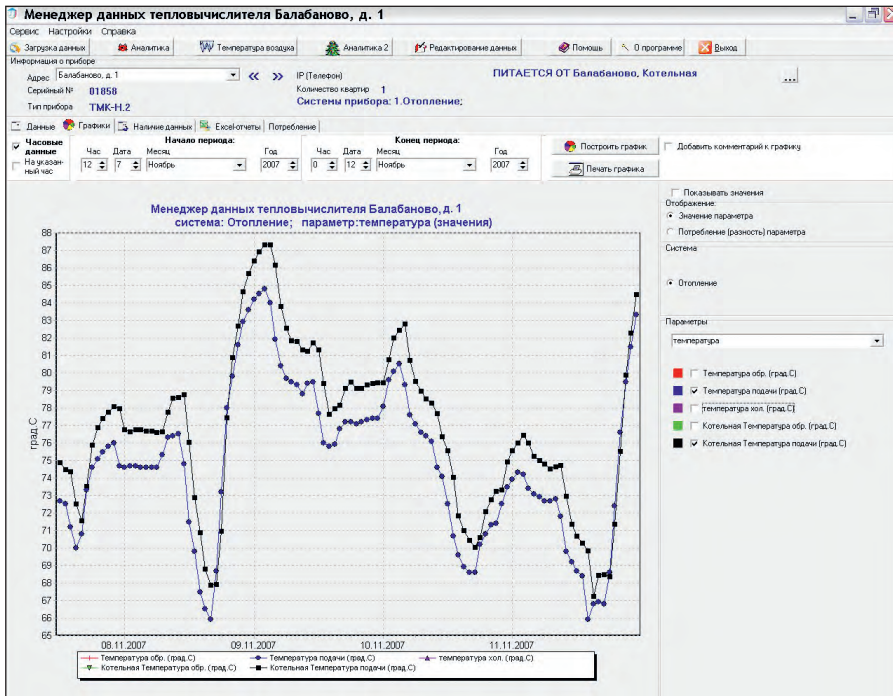 Менеджер данных тепловычислителя Балабаново, д. 1
Сервис Настройки Справка
Загрузка данных Аналитика Температура воздуха Аналитика 2 Редактирование данных Помощь О программе Выход
Информация о приборе
Адрес Балабаново, д. 1 IP (Телефон) ПИТАЕТСЯ ОТ Балабаново, Котельная ...
Серийный № 01858 Количество квартир 1
Тип прибора ТМК-Н.2 Системы прибора: 1.Отопление;
Данные Графики Наличие данных Excel-отчеты Потребление
Часовые данные
На указан-
ный час
Начало периода: Конец периода:
Час Дата Месяц Год Час Дата Месяц Год
12 7 Ноябрь 2007 0 12 Ноябрь 2007
Построить график Добавить комментарий к графику
Печать графика
Показывать значения
Отображение:
Значение параметра
Потребление (разность) параметра
Система
Отопление
Параметры
температура
Температура обр. (град.С)
Температура подачи (град.С)
температура хол. (град.С)
Котельная Температура обр. (град.С)
Котельная Температура подачи (град.С)
Менеджер данных тепловычислителя Балабаново, д. 1
система: Отопление; параметр:температура (значения)
88
87
86
85
84
83
82
81
80
79
78
77
76
75
74
73
72
71
70
69
68
67
66
65
град.С
08.11.2007 09.11.2007 10.11.2007 11.11.2007
Температура обр. (град.С) Температура подачи (град.С) температура хол. (град.С)
Котельная Температура обр. (град.С) Котельная Температура подачи (град.С)